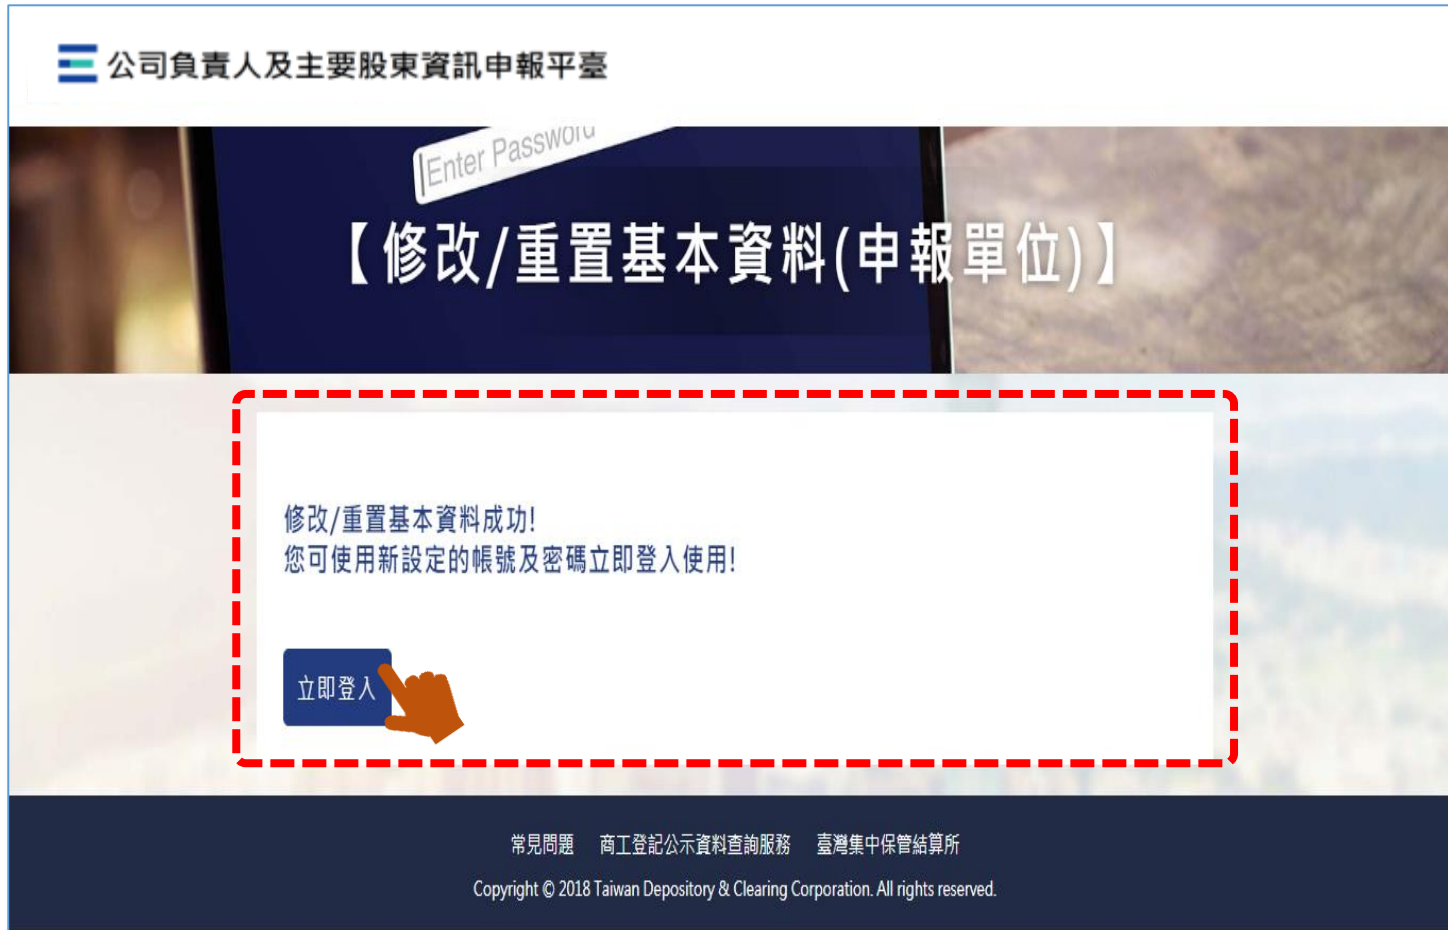 公司負責人及主要股東資訊申報平臺
Enter Password
【修改/重置基本資料(申報單位)】
修改/重置基本資料成功!
您可使用新設定的帳號及密碼立即登入使用!
立即登入
常見問題 商工登記公示資料查詢服務 臺灣集中保管結算所
Copyright © 2018 Taiwan Depository & Clearing Corporation. All rights reserved.